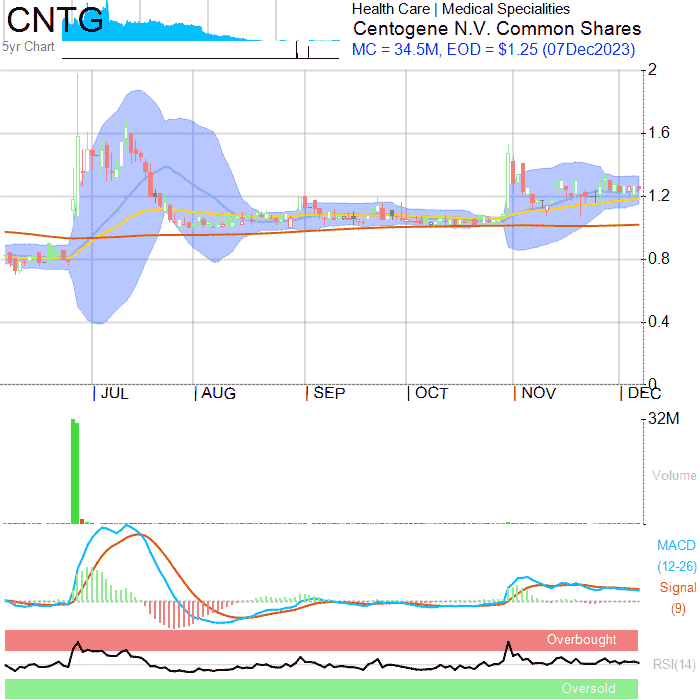 CNTG
Health Care | Medical Specialities
Centogene N.V. Common Shares
5yr Chart
MC = 34.5M, EOD = $1.25 (07Dec2023)
2
1.6
1.2
0.8
0.4
0
JUL AUG SEP OCT NOV DEC
32M
Volume
MACD
(12-26)
Signal
(9)
Overbought
RSI(14)
Oversold